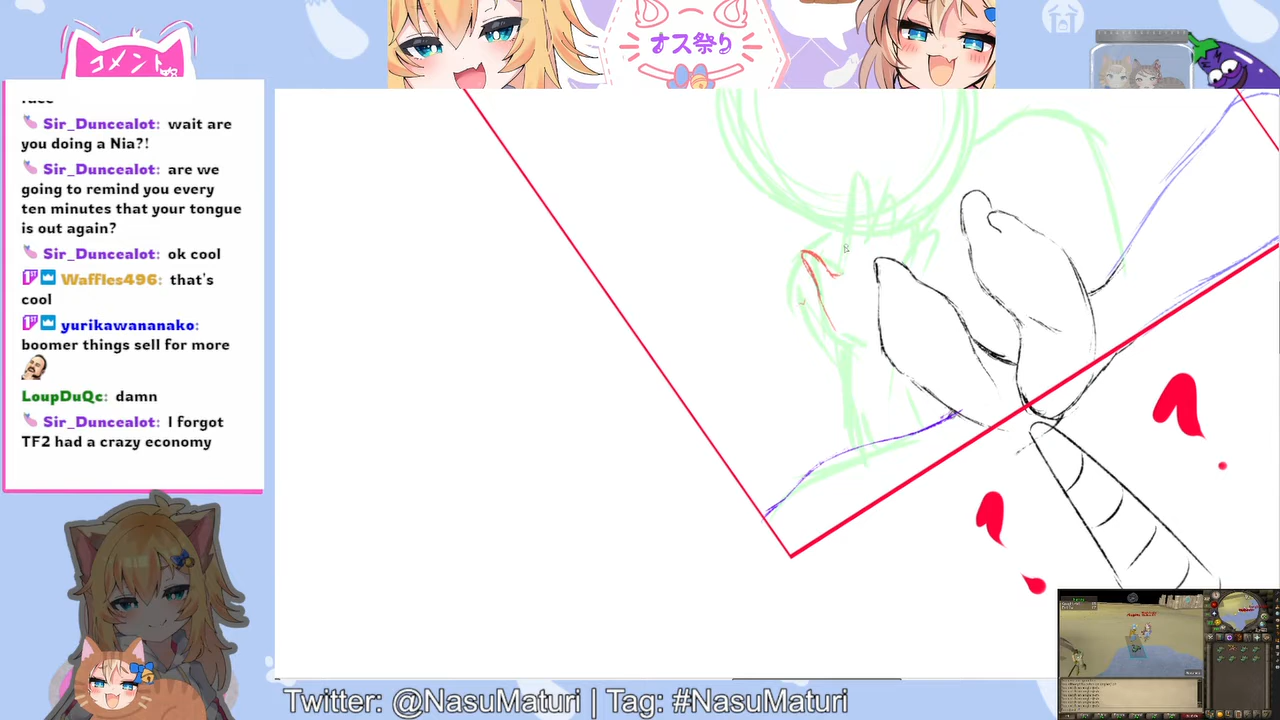 コメント
ナス祭り
Sir_Duncealot: wait are
you doing a Nia?!
Sir_Duncealot: are we
going to remind you every
ten minutes that your tongue
is out again?
Sir_Duncealot: ok cool
Waffles496: that's
cool
yurikawananako:
boomer things sell for more
LoupDuQc: damn
Sir_Duncealot: I forgot
TF2 had a crazy economy
Twitter: @NasuMaturi | Tag: #NasuMaturi